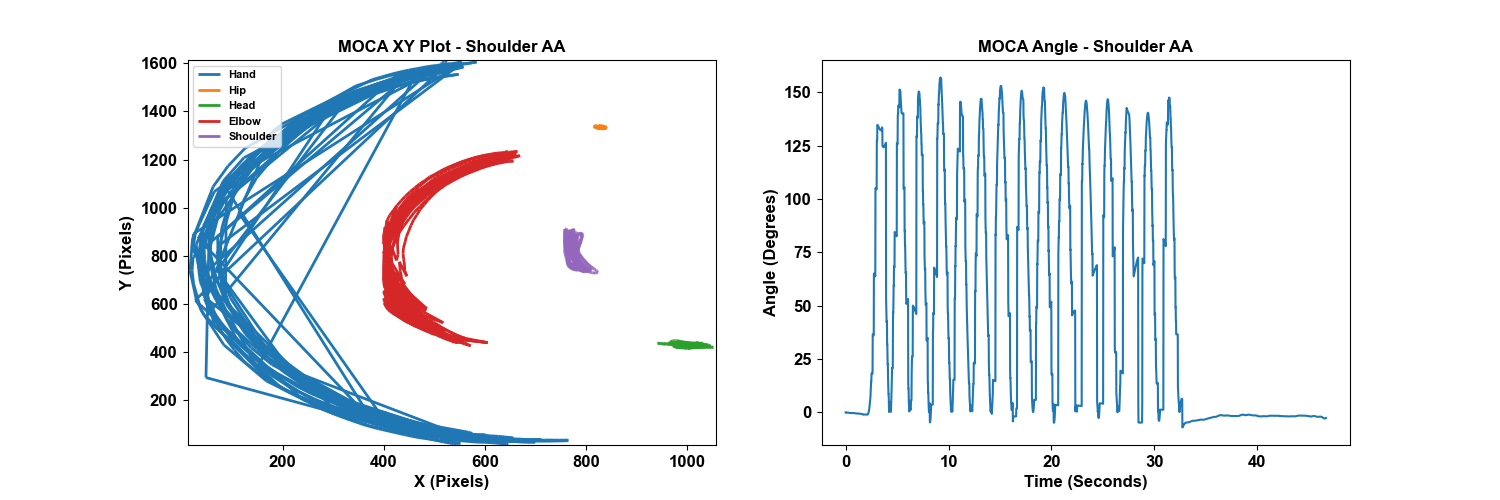 MOCA XY Plot - Shoulder AA
1600
1400
1200
1000
800
600
400
200
Y (Pixels)
Hand
Hip
Head
Elbow
Shoulder
200 400 600 800 1000
X (Pixels)
MOCA Angle - Shoulder AA
150
125
100
75
50
25
0
Angle (Degrees)
0 10 20 30 40
Time (Seconds)